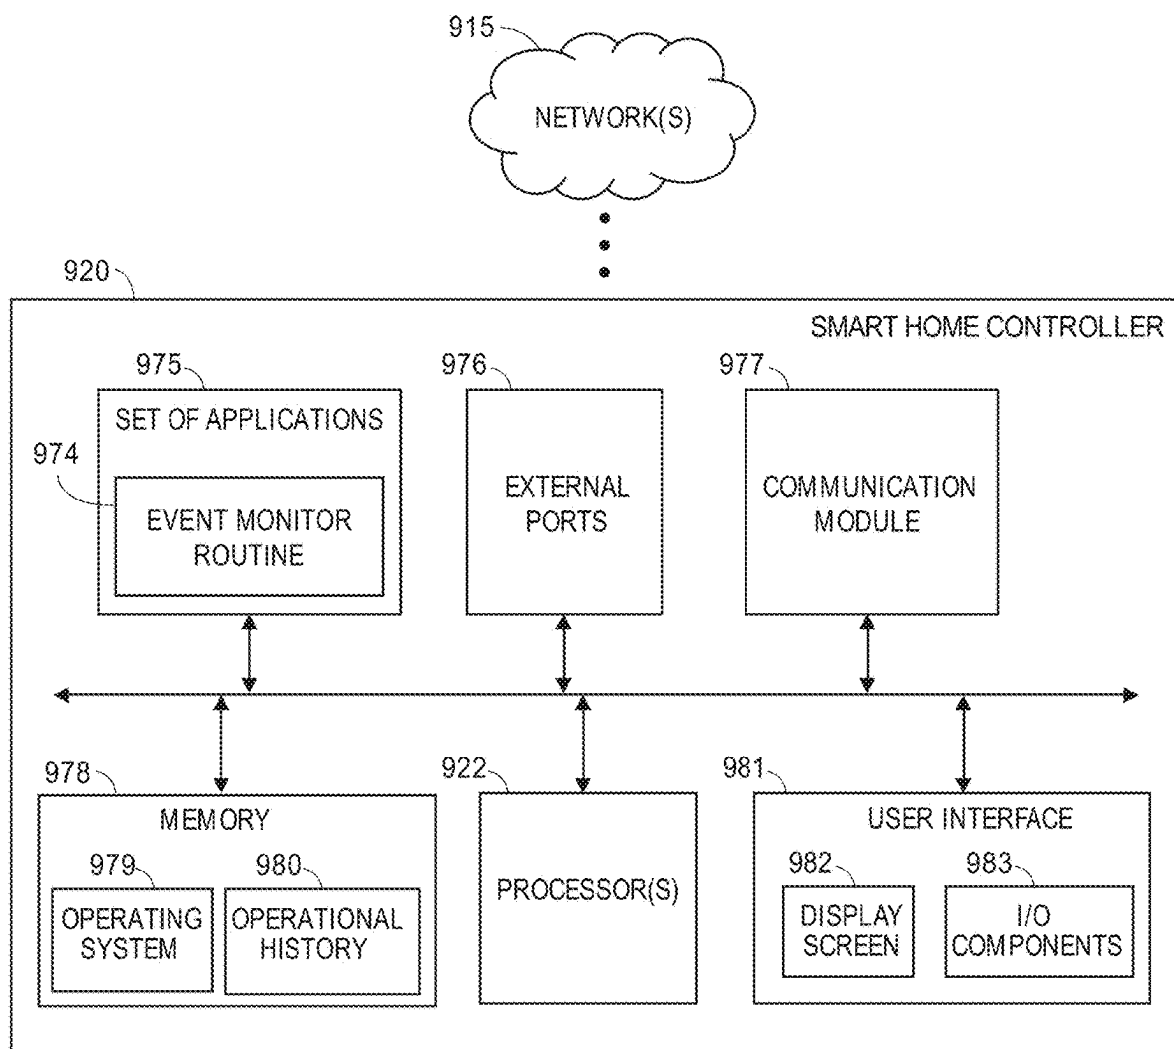 915
NETWORK(S)
920
SMART HOME CONTROLLER
975
SET OF APPLICATIONS
974
EVENT MONITOR
ROUTINE
976
EXTERNAL
PORTS
977
COMMUNICATION
MODULE
978
MEMORY
979
OPERATING
SYSTEM
980
OPERATIONAL
HISTORY
922
PROCESSOR(S)
981
USER INTERFACE
982
DISPLAY
SCREEN
983
I/O
COMPONENTS